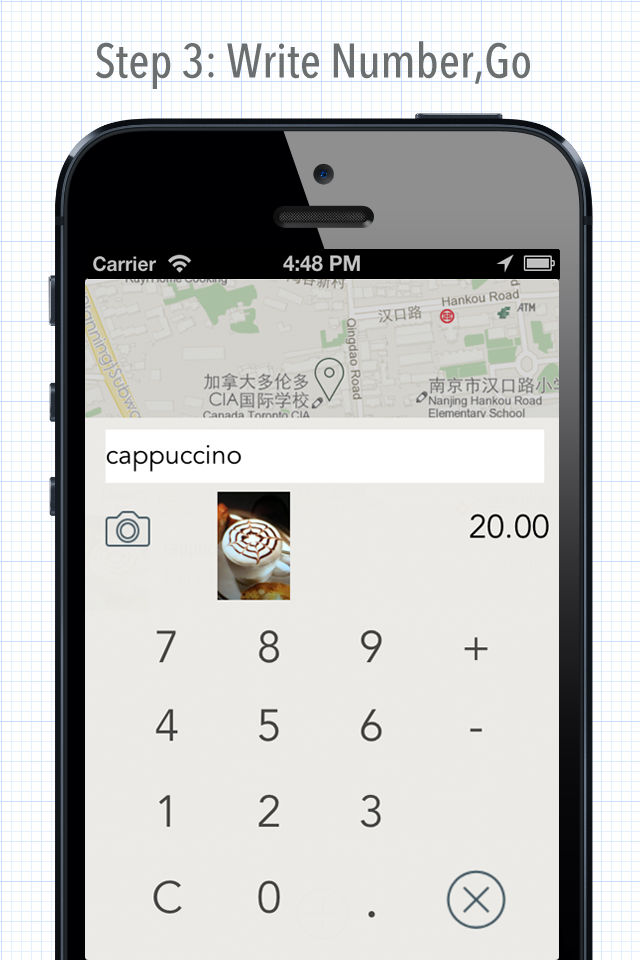 Step 3: Write Number,Go
Carrier 4:48 PM
Hankou Road
汉口路
ATM
Qingdao Road
加拿大多伦多
CIA国际学校
Canada Toronto CIA
南京市汉口路小学
Nanjing Hankou Road
Elementary School
cappuccino
20.00
7 8 9 +
4 5 6 -
1 2 3
C 0 .